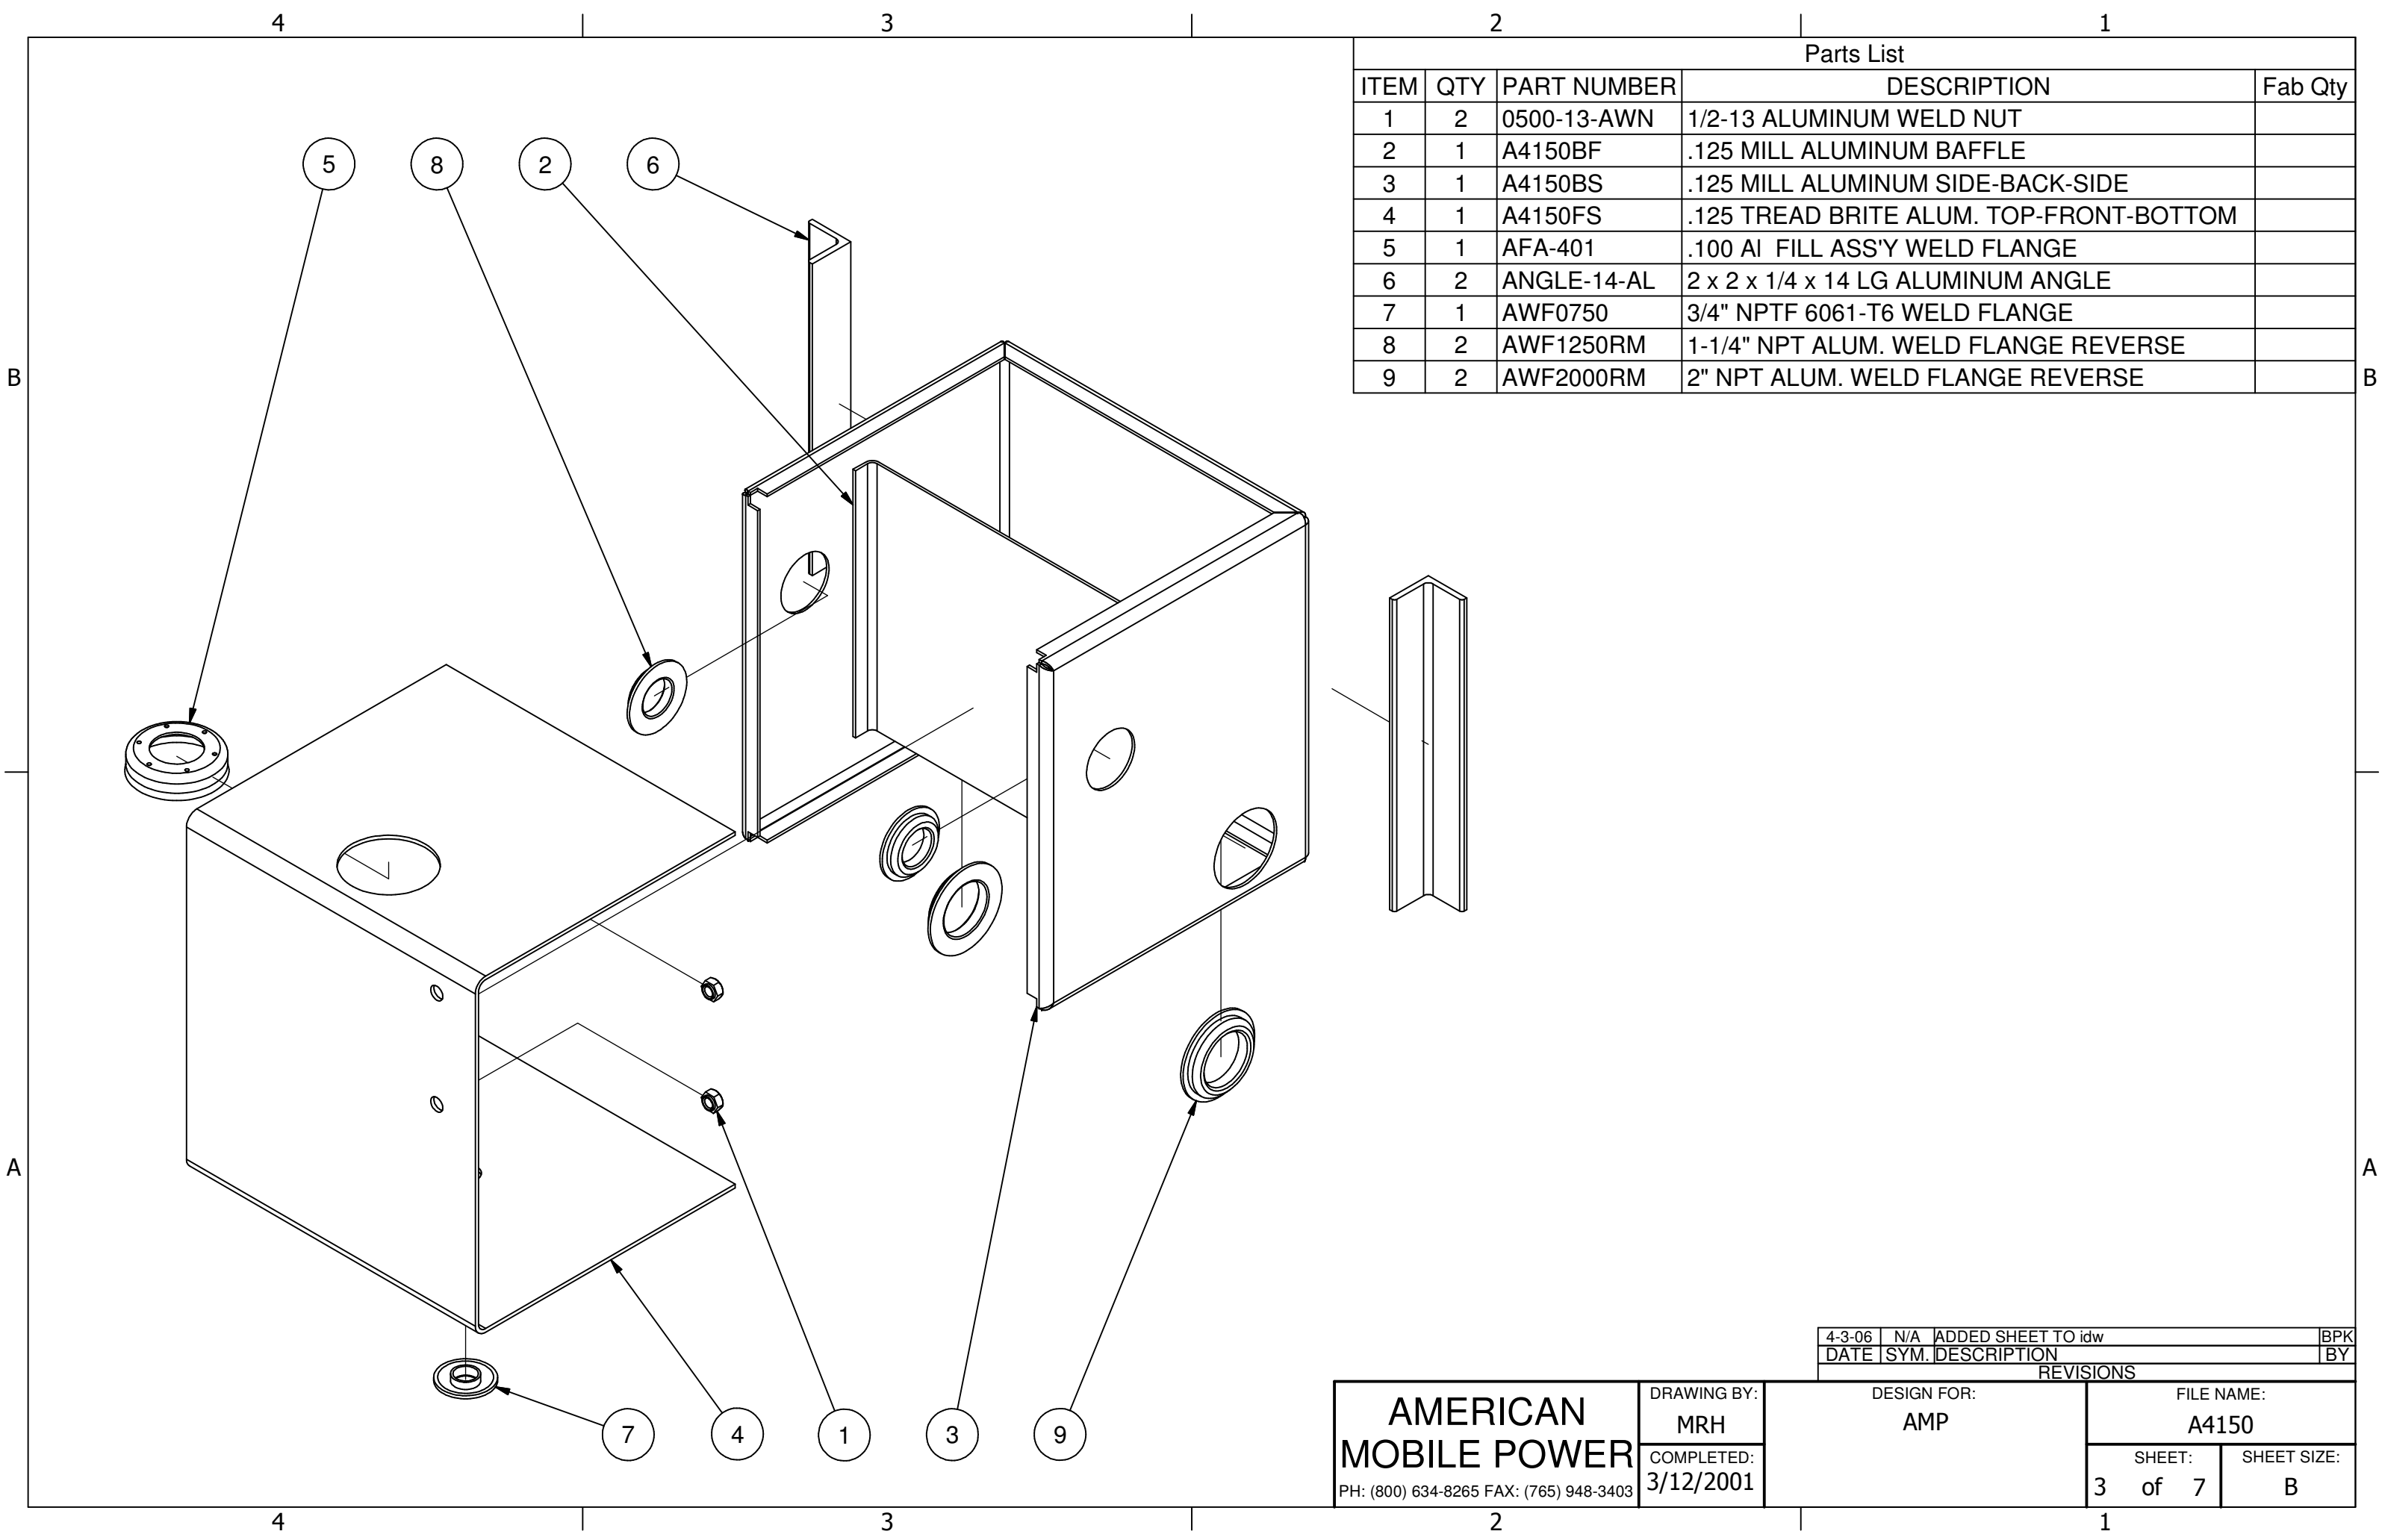 4 3 2 1
Parts List
ITEM QTY PART NUMBER DESCRIPTION Fab Qty
1 2 0500-13-AWN 1/2-13 ALUMINUM WELD NUT
2 1 A4150BF .125 MILL ALUMINUM BAFFLE
3 1 A4150BS .125 MILL ALUMINUM SIDE-BACK-SIDE
4 1 A4150FS .125 TREAD BRITE ALUM. TOP-FRONT-BOTTOM
5 1 AFA-401 .100 Al FILL ASS'Y WELD FLANGE
6 2 ANGLE-14-AL 2 x 2 x 1/4 x 14 LG ALUMINUM ANGLE
7 1 AWF0750 3/4" NPTF 6061-T6 WELD FLANGE
8 2 AWF1250RM 1-1/4" NPT ALUM. WELD FLANGE REVERSE
9 2 AWF2000RM 2" NPT ALUM. WELD FLANGE REVERSE
5 8 2 6
B B
A A
7 4 1 3 9
4-3-06 N/A ADDED SHEET TO idw BPK
DATE SYM. DESCRIPTION BY
REVISIONS
AMERICAN
MOBILE POWER
PH: (800) 634-8265 FAX: (765) 948-3403
DRAWING BY:
MRH
COMPLETED:
3/12/2001
DESIGN FOR:
AMP
FILE NAME:
A4150
SHEET:
3 of 7
SHEET SIZE:
B
4 3 2 1